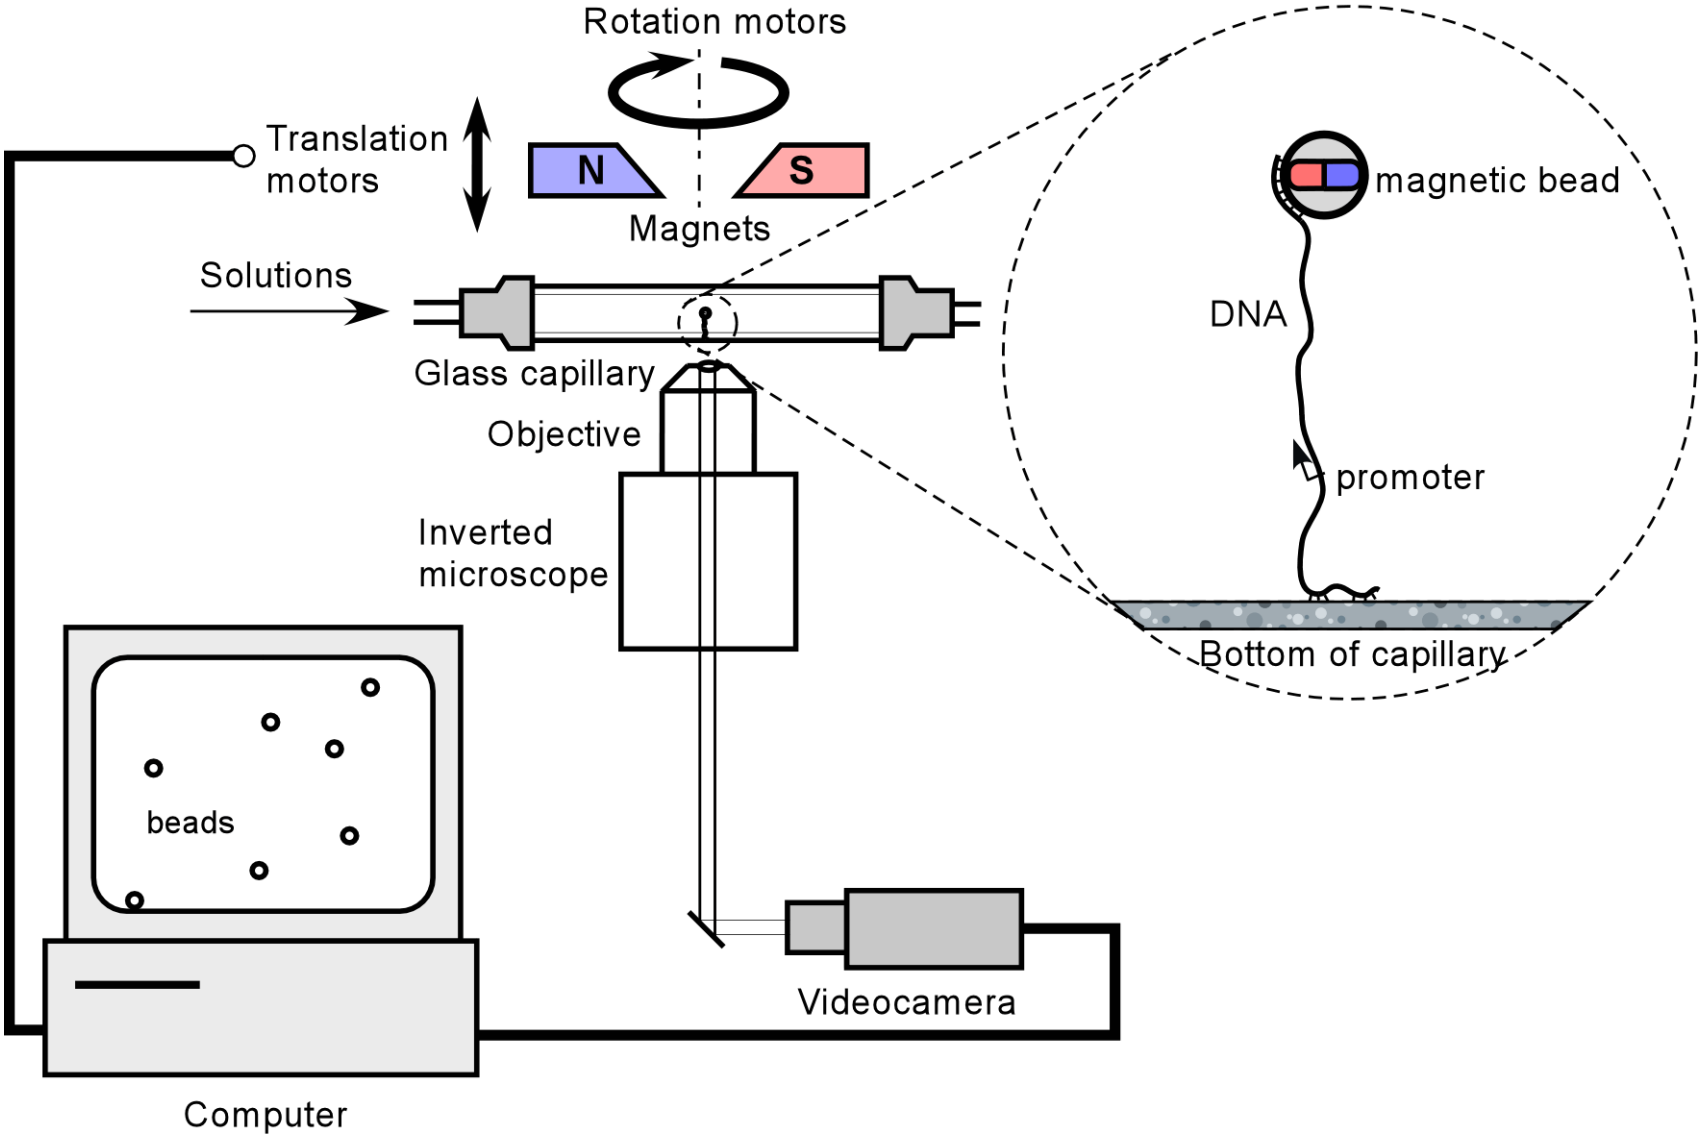 Rotation motors
Translation
motors
N
S
Magnets
Solutions
Glass capillary
Objective
Inverted
microscope
magnetic bead
DNA
promoter
Bottom of capillary
beads
Videocamera
Computer